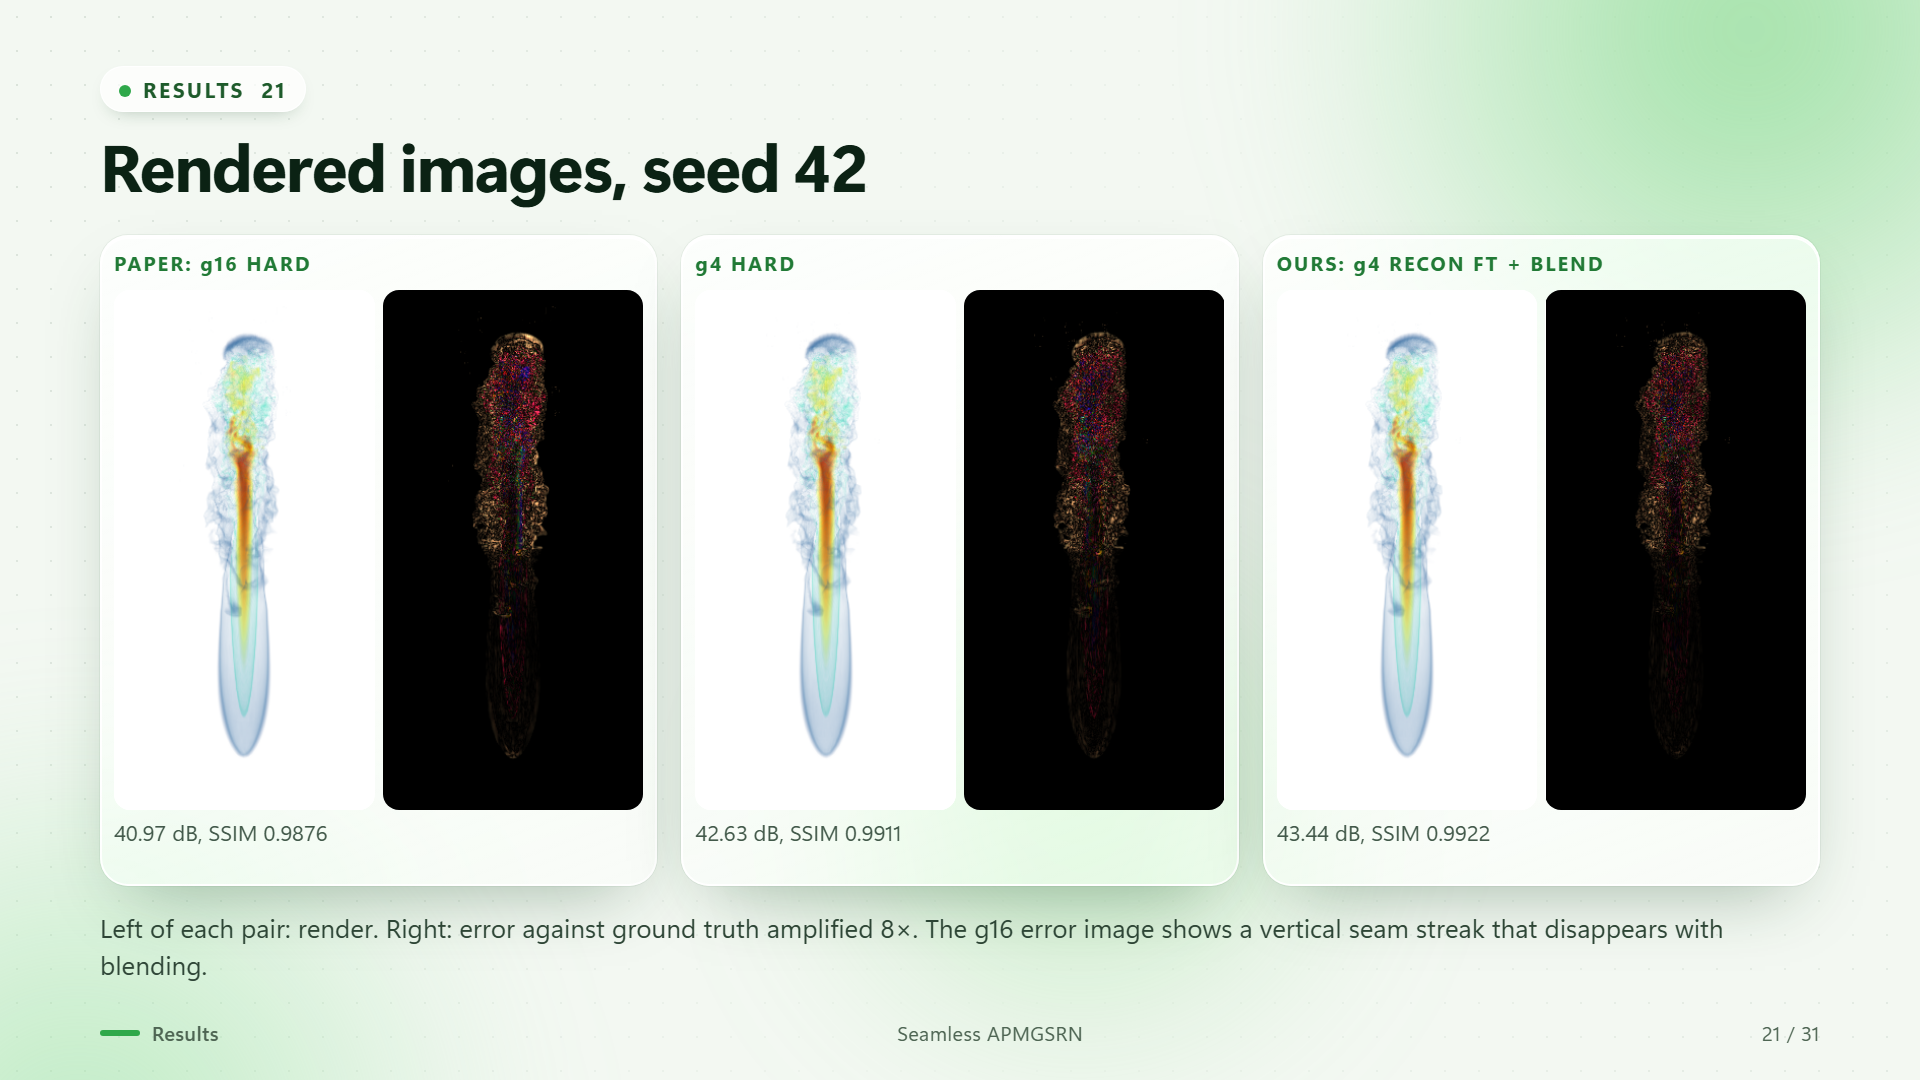 RESULTS 21
Rendered images, seed 42
PAPER: g16 HARD
g4 HARD
OURS: g4 RECON FT + BLEND
40.97 dB, SSIM 0.9876
42.63 dB, SSIM 0.9911
43.44 dB, SSIM 0.9922
Left of each pair: render. Right: error against ground truth amplified 8×. The g16 error image shows a vertical seam streak that disappears with
blending.
Results
Seamless APMGSRN
21 / 31